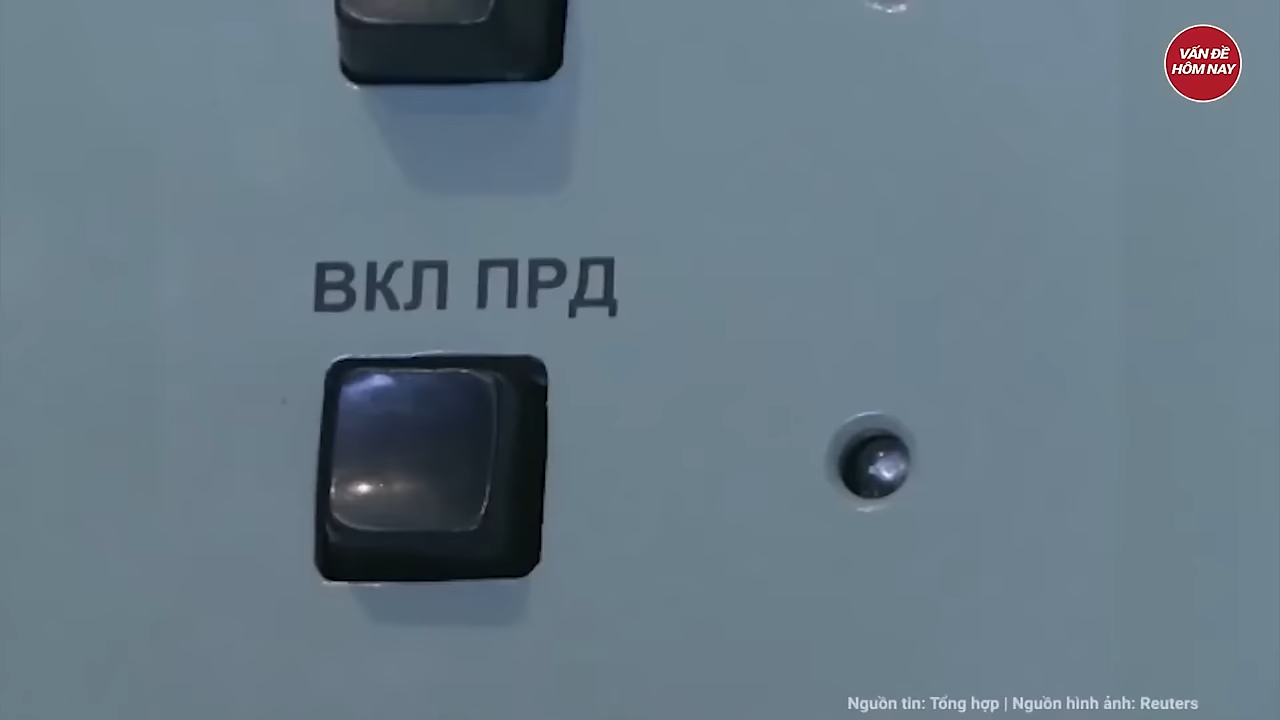 VẤN ĐỀ
HÔM NAY
ВКЛ ПРД
Nguồn tin: Tổng hợp | Nguồn hình ảnh: Reuters